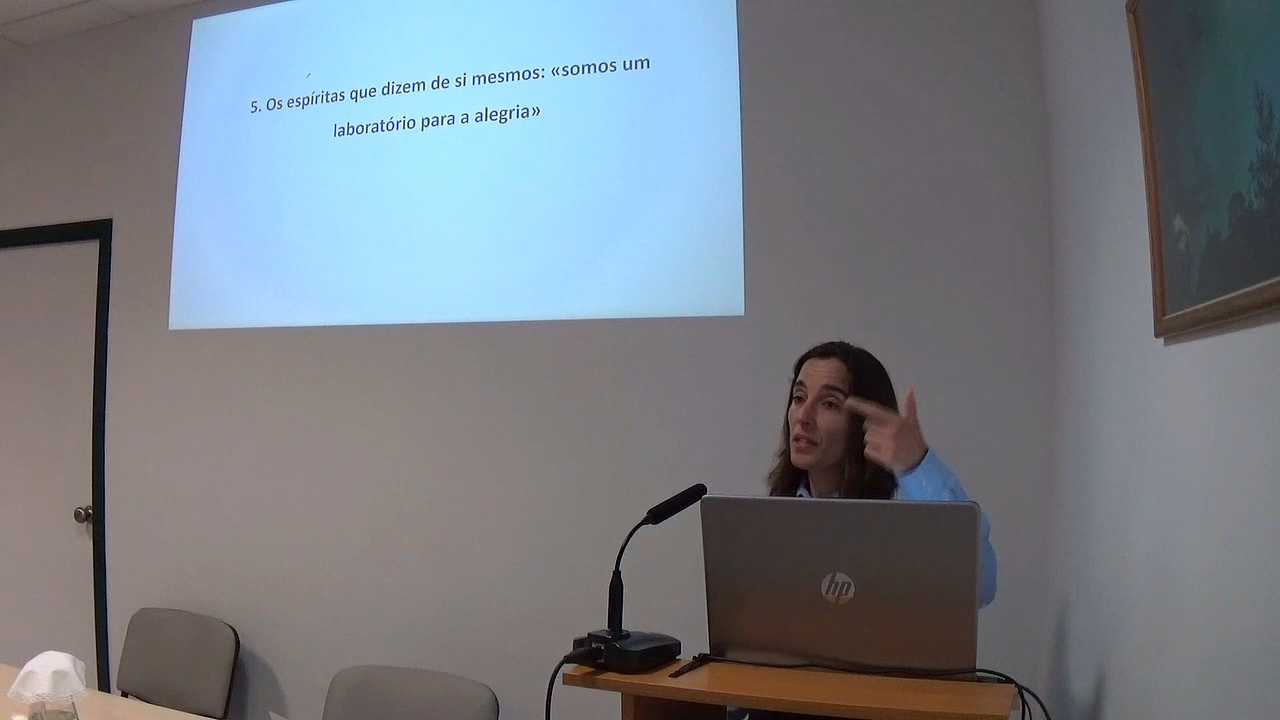 5. Os espíritas que dizem de si mesmos: «somos um
laboratório para a alegria»
hp